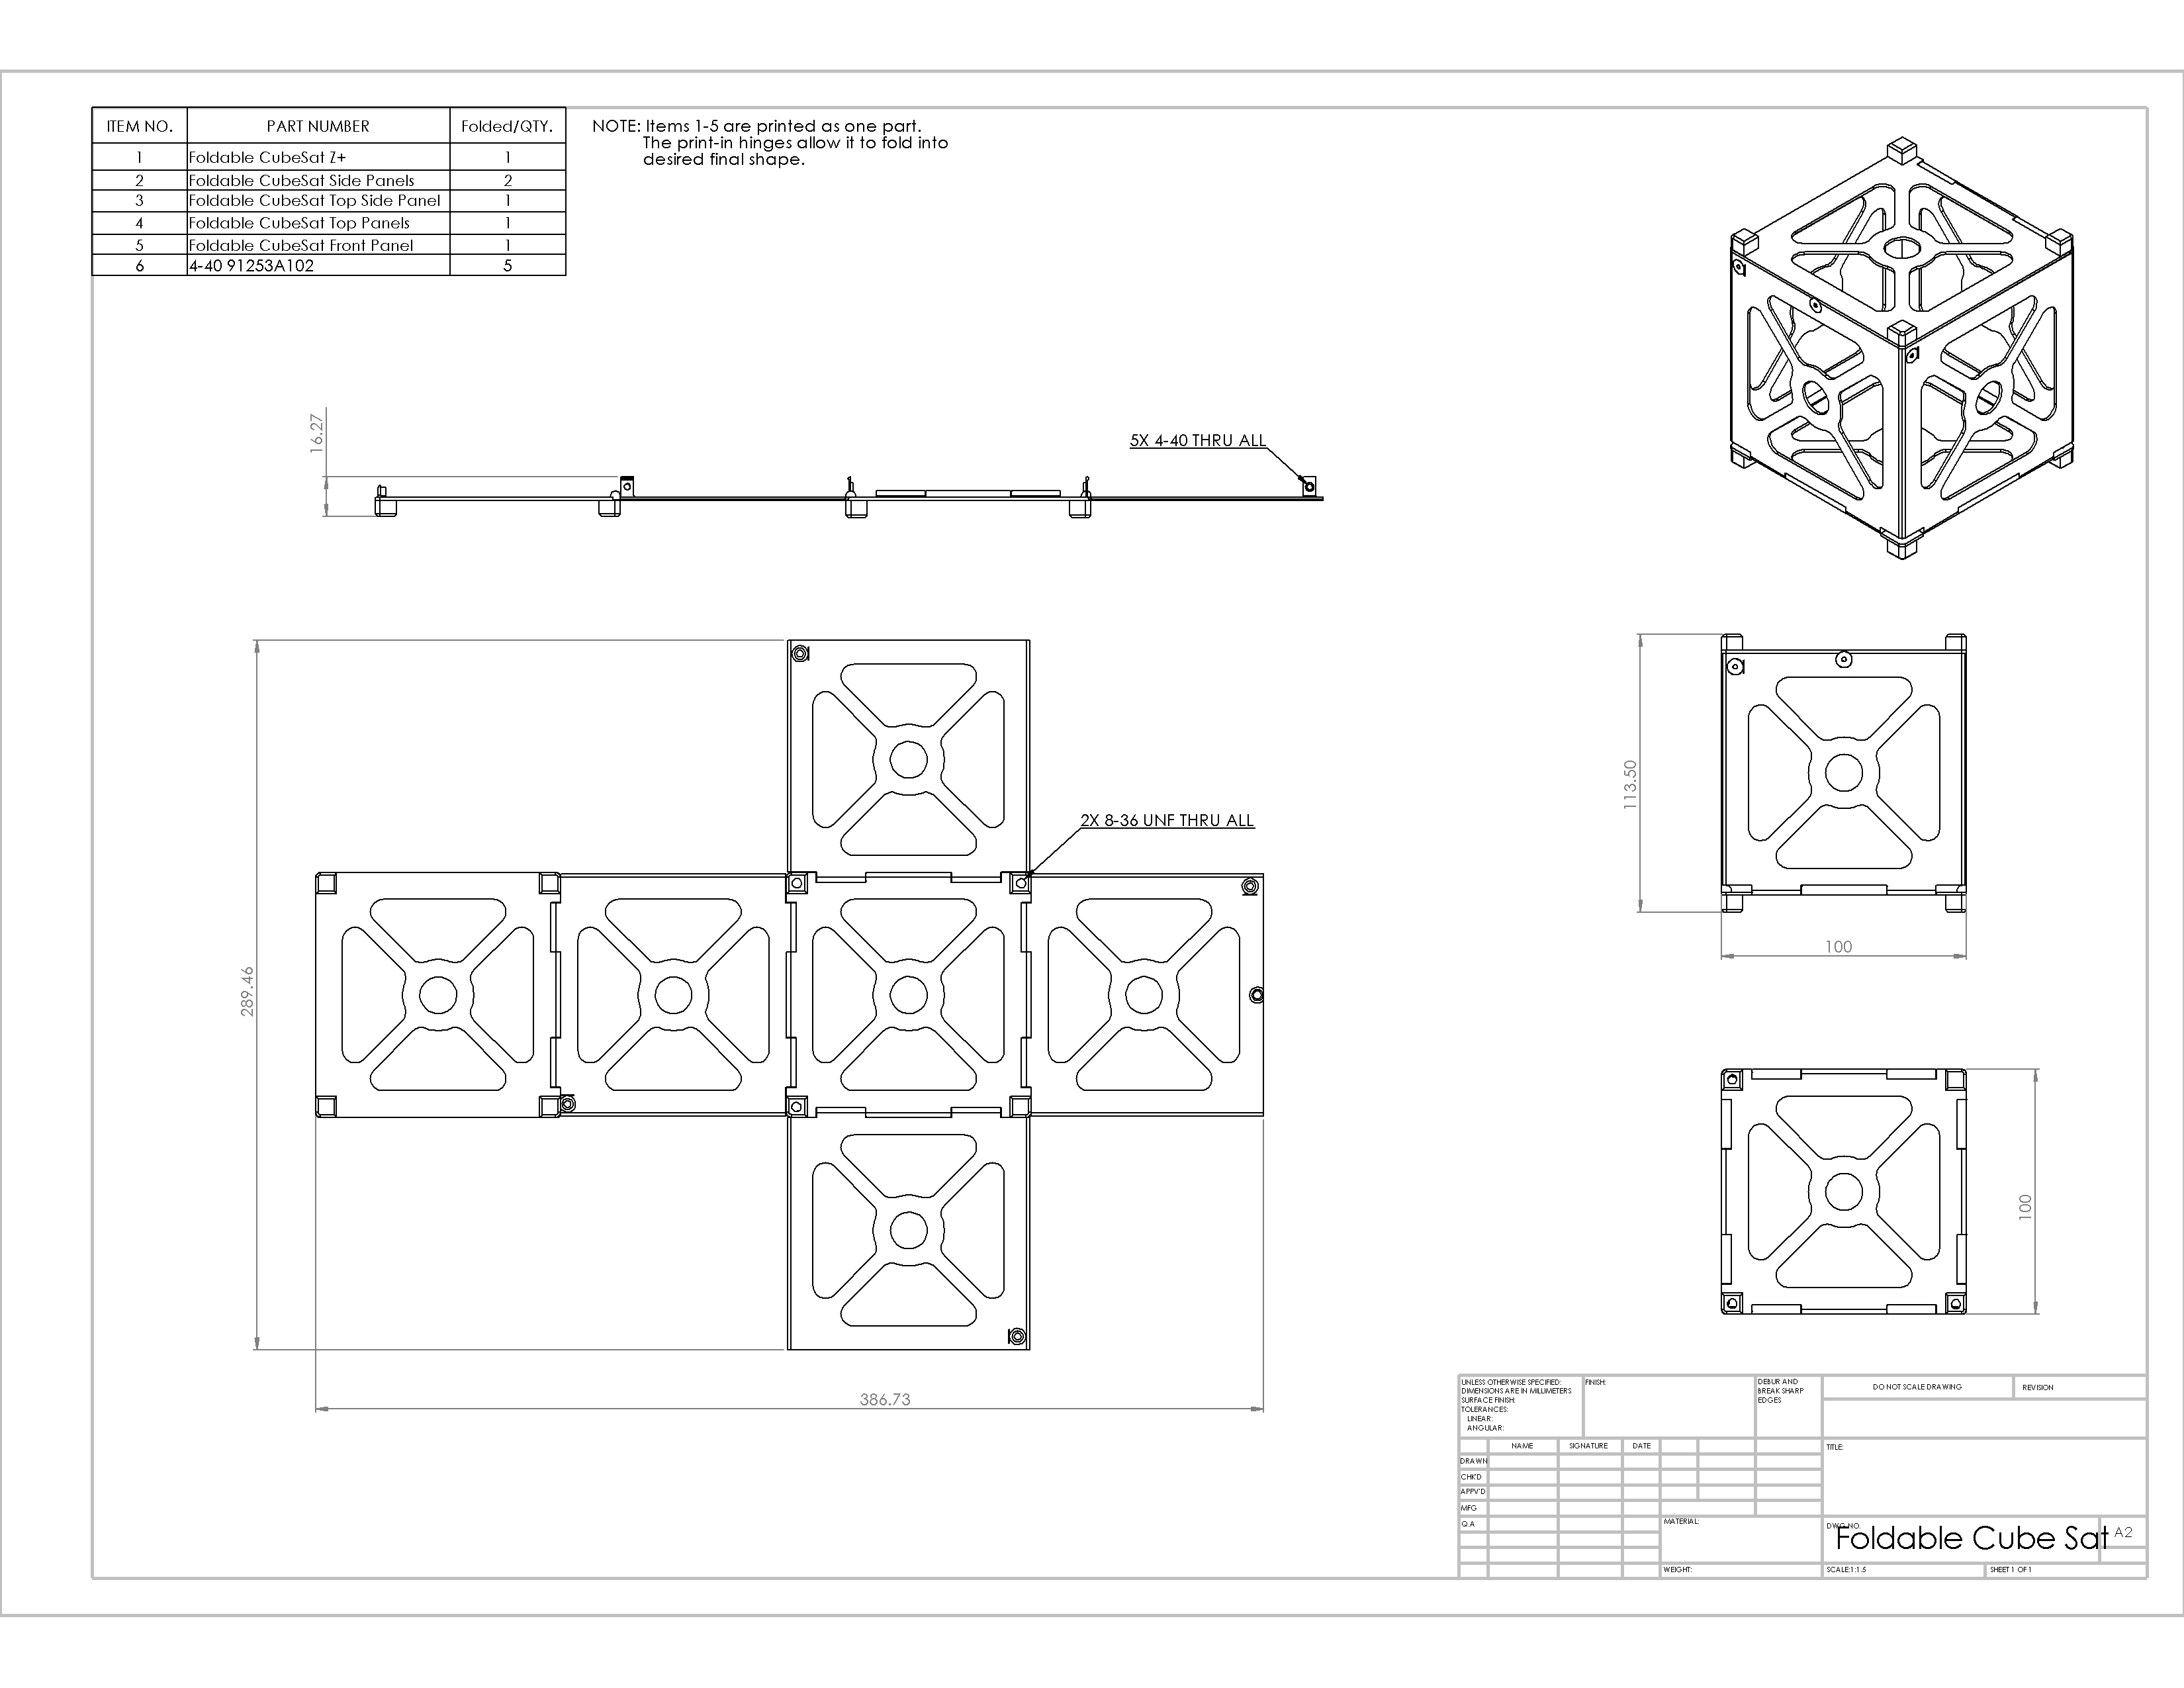 ITEM NO. PART NUMBER Folded/QTY.
1 Foldable CubeSat Z+ 1
2 Foldable CubeSat Side Panels 2
3 Foldable CubeSat Top Side Panel 1
4 Foldable CubeSat Top Panels 1
5 Foldable CubeSat Front Panel 1
6 4-40 91253A102 5
NOTE: Items 1-5 are printed as one part.
The print-in hinges allow it to fold into
desired final shape.
16.27
5X 4-40 THRU ALL
2X 8-36 UNF THRU ALL
289.46
386.73
113.50
100
100
UNLESS OTHERWISE SPECIFIED:
DIMENSIONS ARE IN MILLIMETERS
SURFACE FINISH:
TOLERANCES:
LINEAR:
ANGULAR:
FINISH:
DEBUR AND
BREAK SHARP
EDGES
DO NOT SCALE DRAWING
REVISION
NAME SIGNATURE DATE
DRAWN
CHK'D
APPV'D
MFG
Q.A
TITLE:
MATERIAL:
DWG NO.
Foldable Cube Sat
A2
WEIGHT:
SCALE:1:1.5
SHEET 1 OF 1